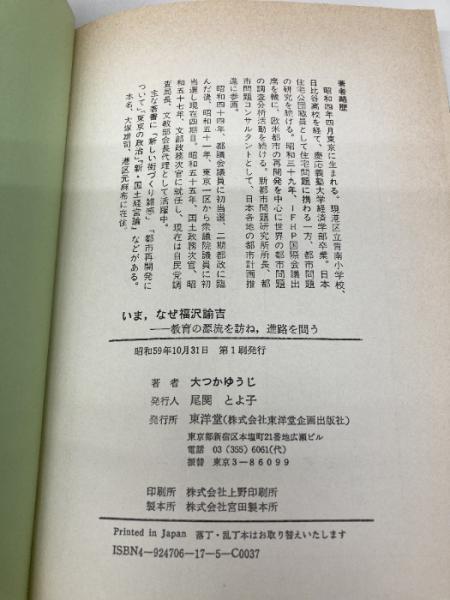 著者略歴
昭和四年四月東京に生まれる。現港区立青南小学校、
日比谷高校を経て、慶応義塾大学経済学部卒業。日本
住宅公団職員として住宅問題に携わる一方、都市問題
の研究を続ける。昭和三十九年、IFHP国際会議出
席を機に、欧米都市の再開発を中心に世界の都市問題
の調査分析活動を続ける。新都市問題研究所所長、都
市問題コンサルタントとして、日本各地の都市計画推
進に参画。
昭和四十四年、都議会議員に初当選、二期都政に臨
んだ後、昭和五十一年、東京一区から衆議院議員に初
当選し現在四期目。昭和五十五年、国土政務次官、昭
和五十七年、文部政務次官に就任し、現在は自民党調
査局長、文教部会長代理として活躍中。
主な著書に『新しい街づくり雑感』『都市再開発に
ついて』『東京の政治』『新・国土経営論』などがある。
本名、大塚雄司、港区元麻布に在住。
いま，なぜ福沢諭吉
──教育の源流を訪ね，進路を問う
昭和59年10月31日 第1刷発行
著者 大つかゆうじ
発行人 尾関 とよ子
発行所 東洋堂(株式会社東洋堂企画出版社)
東京都新宿区本塩町21番地広瀬ビル
電話 03(355)6061(代)
振替 東京3-86099
印刷所 株式会社上野印刷所
製本所 株式会社宮田製本所
Printed in Japan 落丁・乱丁本はお取り替えいたします
ISBN4-924706-17-5-C0037